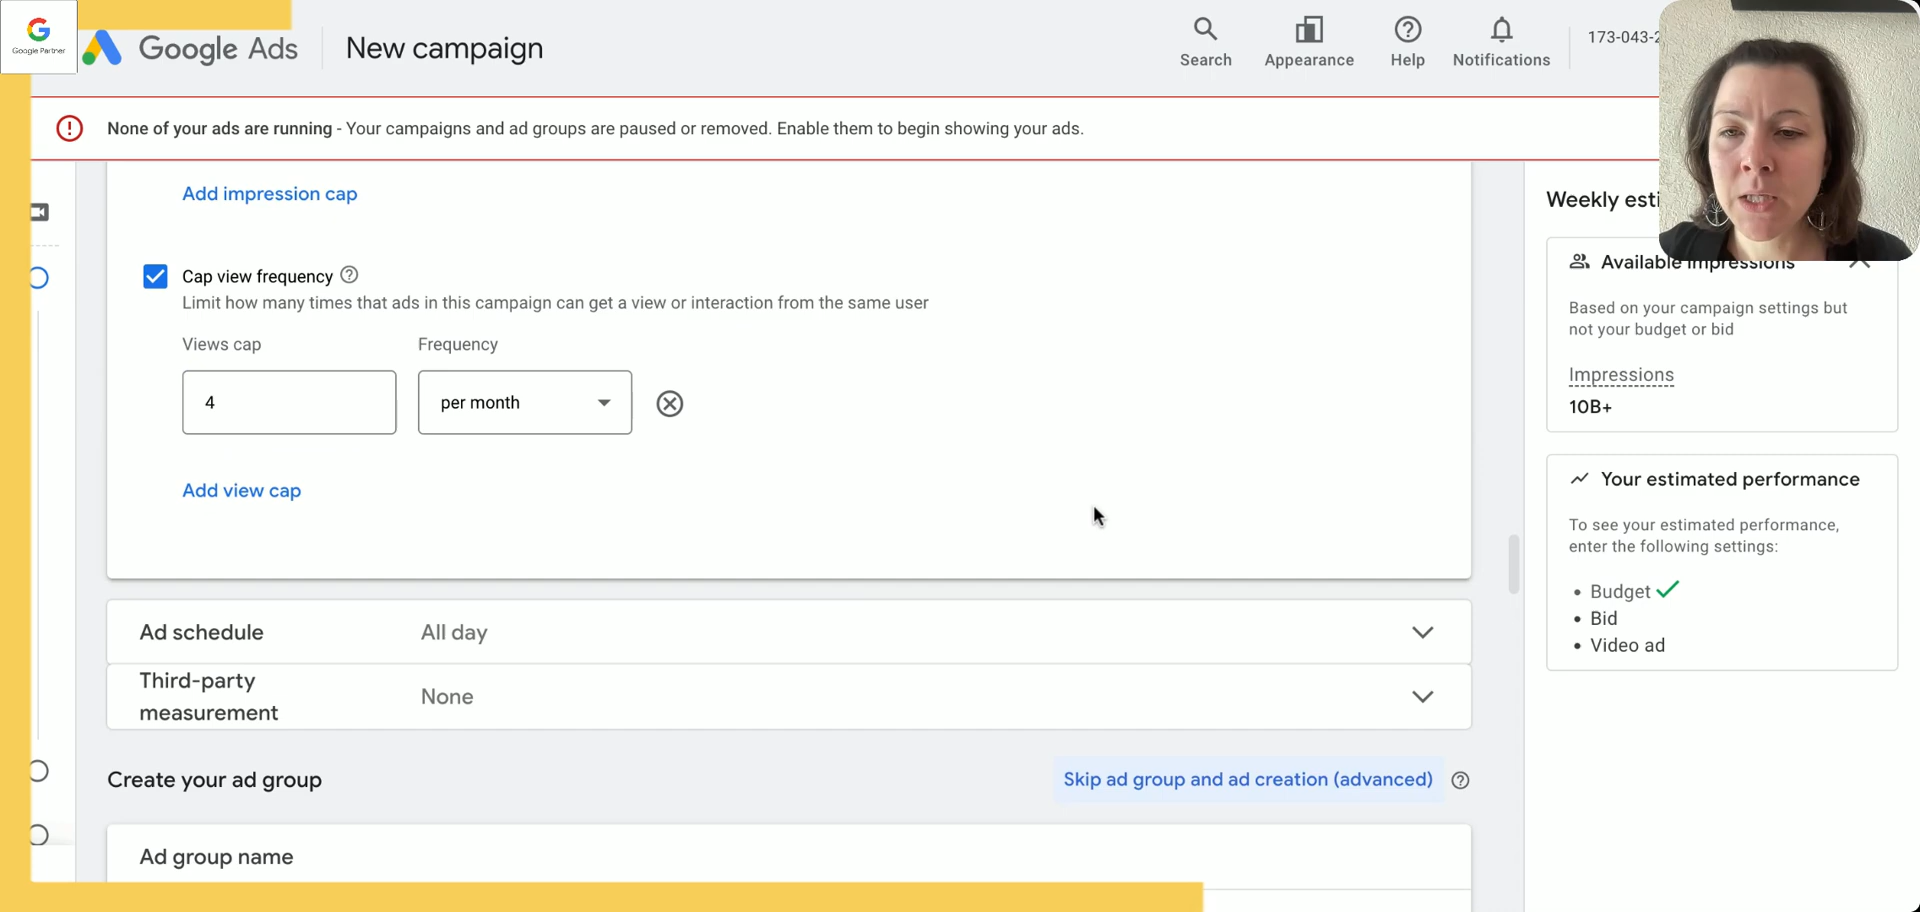 Google Partner
Google Ads
New campaign
Search
Appearance
Help
Notifications
173-043-2
None of your ads are running - Your campaigns and ad groups are paused or removed. Enable them to begin showing your ads.
Add impression cap
Cap view frequency
Limit how many times that ads in this campaign can get a view or interaction from the same user
Views cap
Frequency
4
per month
Add view cap
Ad schedule
All day
Third-party
measurement
None
Create your ad group
Skip ad group and ad creation (advanced)
Ad group name
Weekly esti
Available impressions
Based on your campaign settings but
not your budget or bid
Impressions
10B+
Your estimated performance
To see your estimated performance,
enter the following settings:
• Budget
• Bid
• Video ad